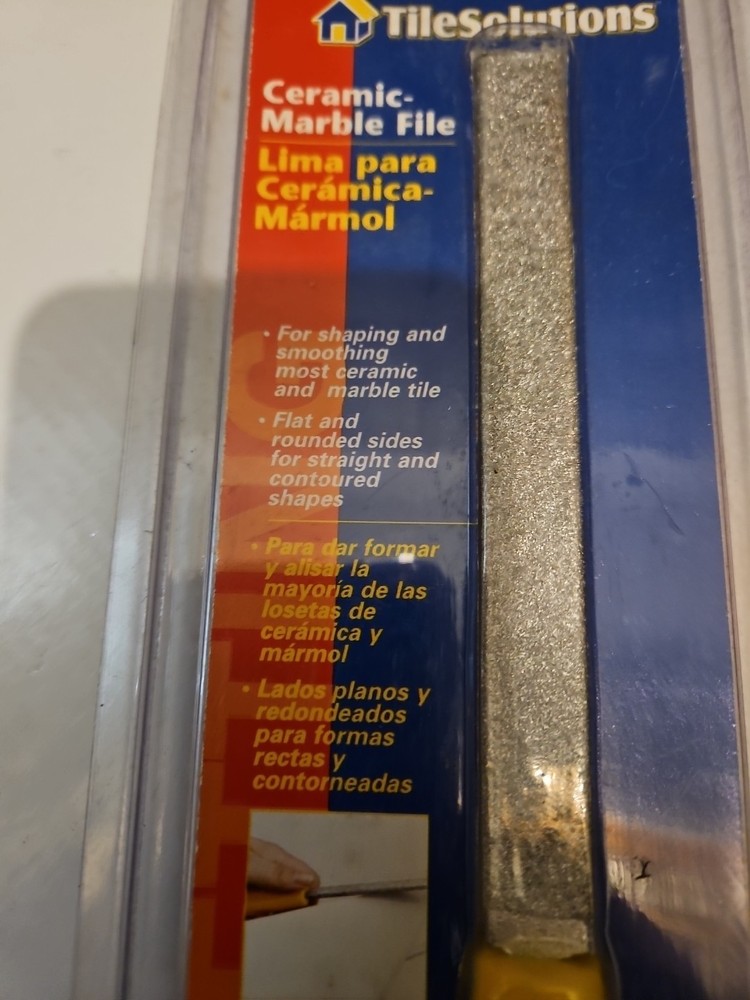 TileSolutions
Ceramic-
Marble File
Lima para
Cerámica-
Mármol
• For shaping and
smoothing
most ceramic
and marble tile
• Flat and
rounded sides
for straight and
contoured
shapes
• Para dar formar
y alisar la
mayoría de las
losetas de
cerámica y
mármol
• Lados planos y
redondeados
para formas
rectas y
contorneadas